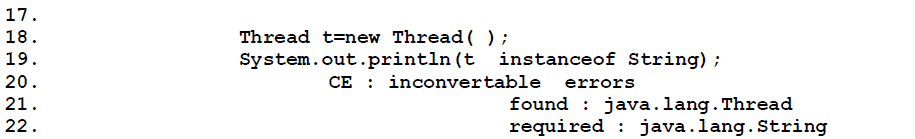 17.
18. Thread t=new Thread( );
19. System.out.println(t instanceof String);
20. CE : inconvertable errors
21. found : java.lang.Thread
22. required : java.lang.String